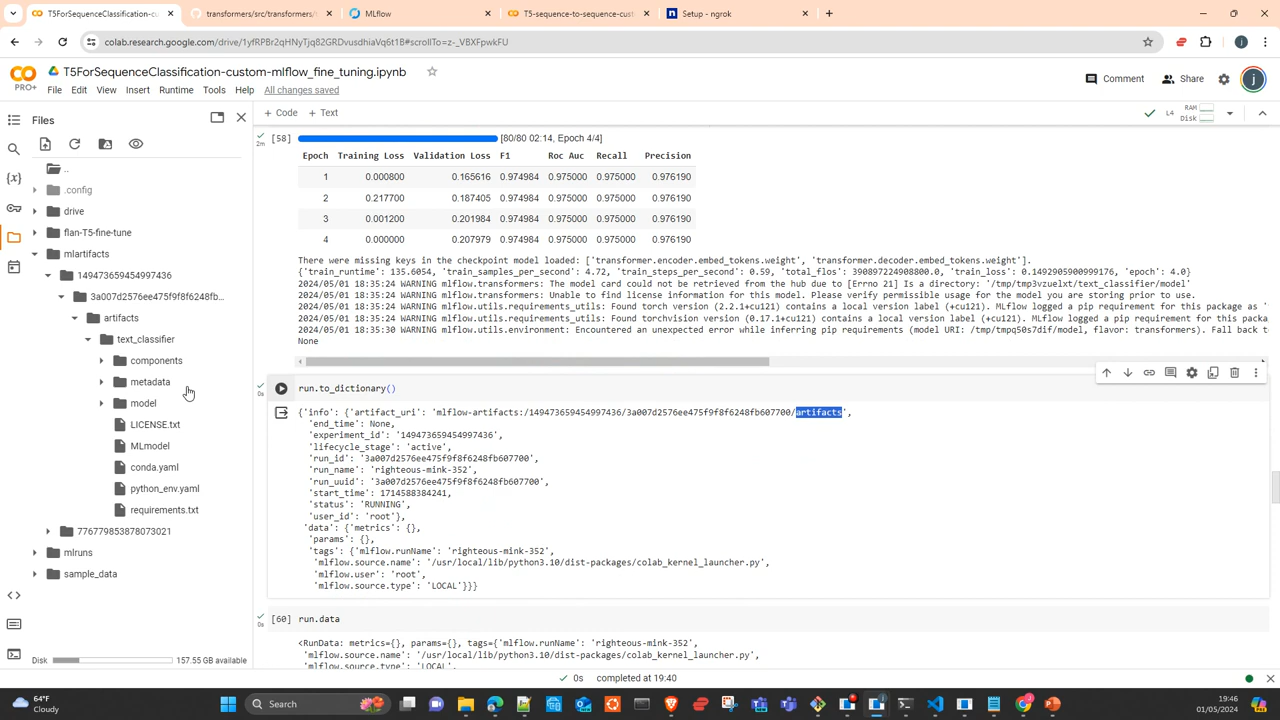 T5ForSequenceClassification-cu
transformers/src/transformers/
MLflow
T5-sequence-to-sequence-cust
Setup - ngrok
colab.research.google.com/drive/1yfRPBr2qHNyTjq82GRDvusdhiaVq6t1B#scrollTo=z-_VBXFpwkFU
T5ForSequenceClassification-custom-mlflow_fine_tuning.ipynb
Comment
Share
PRO+
File Edit View Insert Runtime Tools Help All changes saved
Files
+ Code + Text
L4
RAM
Disk
..
.config
drive
flan-T5-fine-tune
mlartifacts
149473659454997436
3a007d2576ee475f9f8f6248fb...
artifacts
text_classifier
components
metadata
model
LICENSE.txt
MLmodel
conda.yaml
python_env.yaml
requirements.txt
776779853878073021
mlruns
sample_data
Disk 157.55 GB available
[58]
2m
[80/80 02:14, Epoch 4/4]
Epoch Training Loss Validation Loss F1 Roc Auc Recall Precision
1 0.000800 0.165616 0.974984 0.975000 0.975000 0.976190
2 0.217700 0.187405 0.974984 0.975000 0.975000 0.976190
3 0.001200 0.201984 0.974984 0.975000 0.975000 0.976190
4 0.000000 0.207979 0.974984 0.975000 0.975000 0.976190
There were missing keys in the checkpoint model loaded: ['transformer.encoder.embed_tokens.weight', 'transformer.decoder.embed_tokens.weight'].
{'train_runtime': 135.6054, 'train_samples_per_second': 4.72, 'train_steps_per_second': 0.59, 'total_flos': 390897224908800.0, 'train_loss': 0.1492905900999176, 'epoch': 4.0}
2024/05/01 18:35:24 WARNING mlflow.transformers: The model card could not be retrieved from the hub due to [Errno 21] Is a directory: '/tmp/tmp3vzuelxt/text_classifier/model'
2024/05/01 18:35:24 WARNING mlflow.transformers: Unable to find license information for this model. Please verify permissible usage for the model you are storing prior to use.
2024/05/01 18:35:24 WARNING mlflow.utils.requirements_utils: Found torch version (2.2.1+cu121) contains a local version label (+cu121). MLflow logged a pip requirement for this package as '
2024/05/01 18:35:24 WARNING mlflow.utils.requirements_utils: Found torchvision version (0.17.1+cu121) contains a local version label (+cu121). MLflow logged a pip requirement for this packag
2024/05/01 18:35:30 WARNING mlflow.utils.environment: Encountered an unexpected error while inferring pip requirements (model URI: /tmp/tmpq50s7dif/model, flavor: transformers). Fall back t
None
0s
run.to_dictionary()
{'info': {'artifact_uri': 'mlflow-artifacts:/149473659454997436/3a007d2576ee475f9f8f6248fb607700/artifacts',
'end_time': None,
'experiment_id': '149473659454997436',
'lifecycle_stage': 'active',
'run_id': '3a007d2576ee475f9f8f6248fb607700',
'run_name': 'righteous-mink-352',
'run_uuid': '3a007d2576ee475f9f8f6248fb607700',
'start_time': 1714588384241,
'status': 'RUNNING',
'user_id': 'root'},
'data': {'metrics': {},
'params': {},
'tags': {'mlflow.runName': 'righteous-mink-352',
'mlflow.source.name': '/usr/local/lib/python3.10/dist-packages/colab_kernel_launcher.py',
'mlflow.user': 'root',
'mlflow.source.type': 'LOCAL'}}}
[60] run.data
0s
<RunData: metrics={}, params={}, tags={'mlflow.runName': 'righteous-mink-352',
'mlflow.source.name': '/usr/local/lib/python3.10/dist-packages/colab_kernel_launcher.py',
'mlflow.source.type': 'LOCAL',
0s completed at 19:40
64°F
Cloudy
Search
19:46
01/05/2024